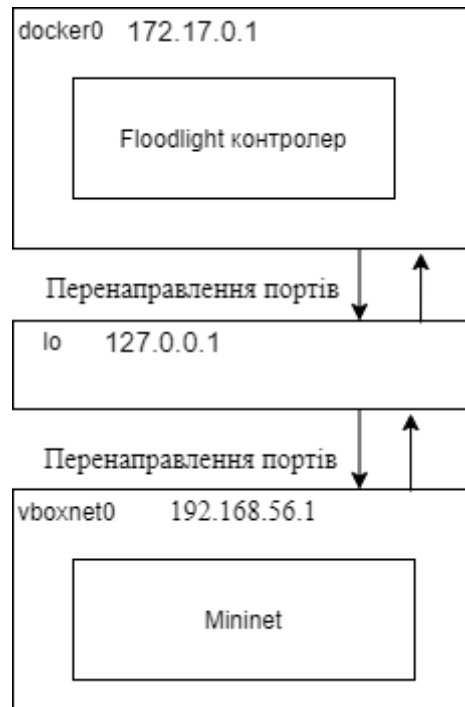 docker0 172.17.0.1
Floodlight контролер
Перенаправлення портів
lo 127.0.0.1
Перенаправлення портів
vboxnet0 192.168.56.1
Mininet